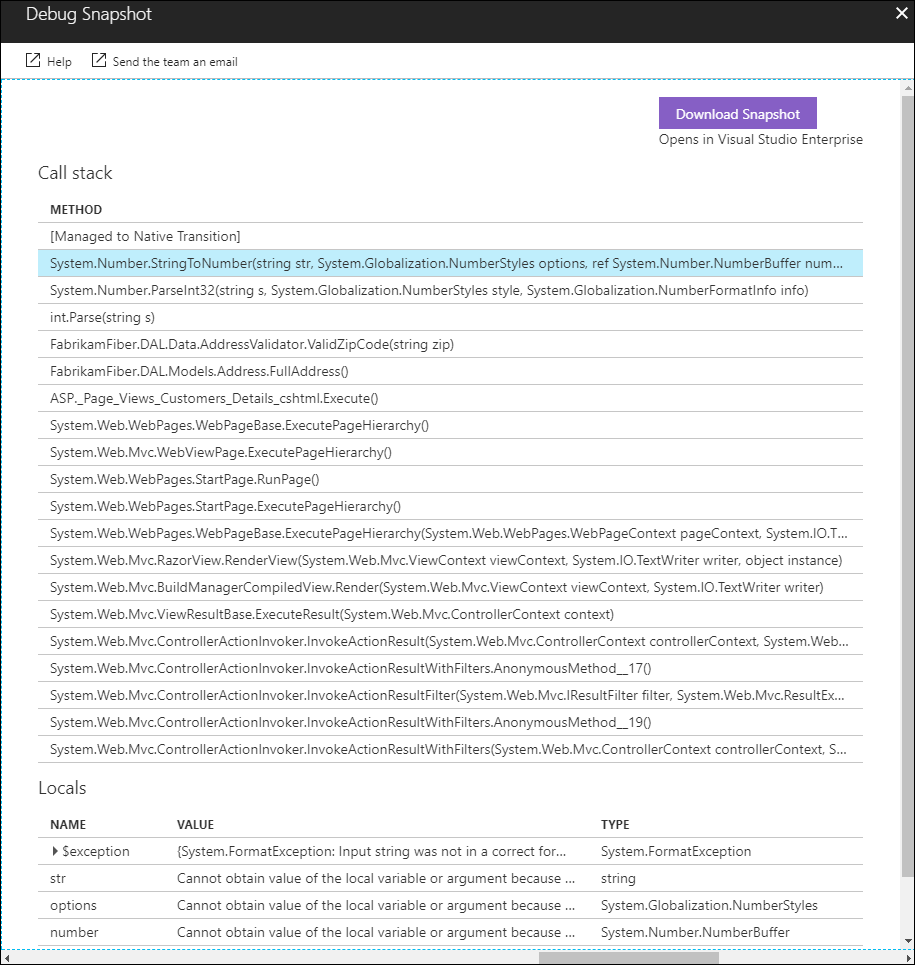 Debug Snapshot
Help Send the team an email
Download Snapshot
Opens in Visual Studio Enterprise
Call stack
METHOD
[Managed to Native Transition]
System.Number.StringToNumber(string str, System.Globalization.NumberStyles options, ref System.Number.NumberBuffer num...
System.Number.ParseInt32(string s, System.Globalization.NumberStyles style, System.Globalization.NumberFormatInfo info)
int.Parse(string s)
FabrikamFiber.DAL.Data.AddressValidator.ValidZipCode(string zip)
FabrikamFiber.DAL.Models.Address.FullAddress()
ASP._Page_Views_Customers_Details_cshtml.Execute()
System.Web.WebPages.WebPageBase.ExecutePageHierarchy()
System.Web.Mvc.WebViewPage.ExecutePageHierarchy()
System.Web.WebPages.StartPage.RunPage()
System.Web.WebPages.StartPage.ExecutePageHierarchy()
System.Web.WebPages.WebPageBase.ExecutePageHierarchy(System.Web.WebPages.WebPageContext pageContext, System.IO.T...
System.Web.Mvc.RazorView.RenderView(System.Web.Mvc.ViewContext viewContext, System.IO.TextWriter writer, object instance)
System.Web.Mvc.BuildManagerCompiledView.Render(System.Web.Mvc.ViewContext viewContext, System.IO.TextWriter writer)
System.Web.Mvc.ViewResultBase.ExecuteResult(System.Web.Mvc.ControllerContext context)
System.Web.Mvc.ControllerActionInvoker.InvokeActionResult(System.Web.Mvc.ControllerContext controllerContext, System.Web...
System.Web.Mvc.ControllerActionInvoker.InvokeActionResultWithFilters.AnonymousMethod__17()
System.Web.Mvc.ControllerActionInvoker.InvokeActionResultFilter(System.Web.Mvc.IResultFilter filter, System.Web.Mvc.ResultEx...
System.Web.Mvc.ControllerActionInvoker.InvokeActionResultWithFilters.AnonymousMethod__19()
System.Web.Mvc.ControllerActionInvoker.InvokeActionResultWithFilters(System.Web.Mvc.ControllerContext controllerContext, S...
Locals
NAME VALUE TYPE
$exception {System.FormatException: Input string was not in a correct for... System.FormatException
str Cannot obtain value of the local variable or argument because ... string
options Cannot obtain value of the local variable or argument because ... System.Globalization.NumberStyles
number Cannot obtain value of the local variable or argument because ... System.Number.NumberBuffer